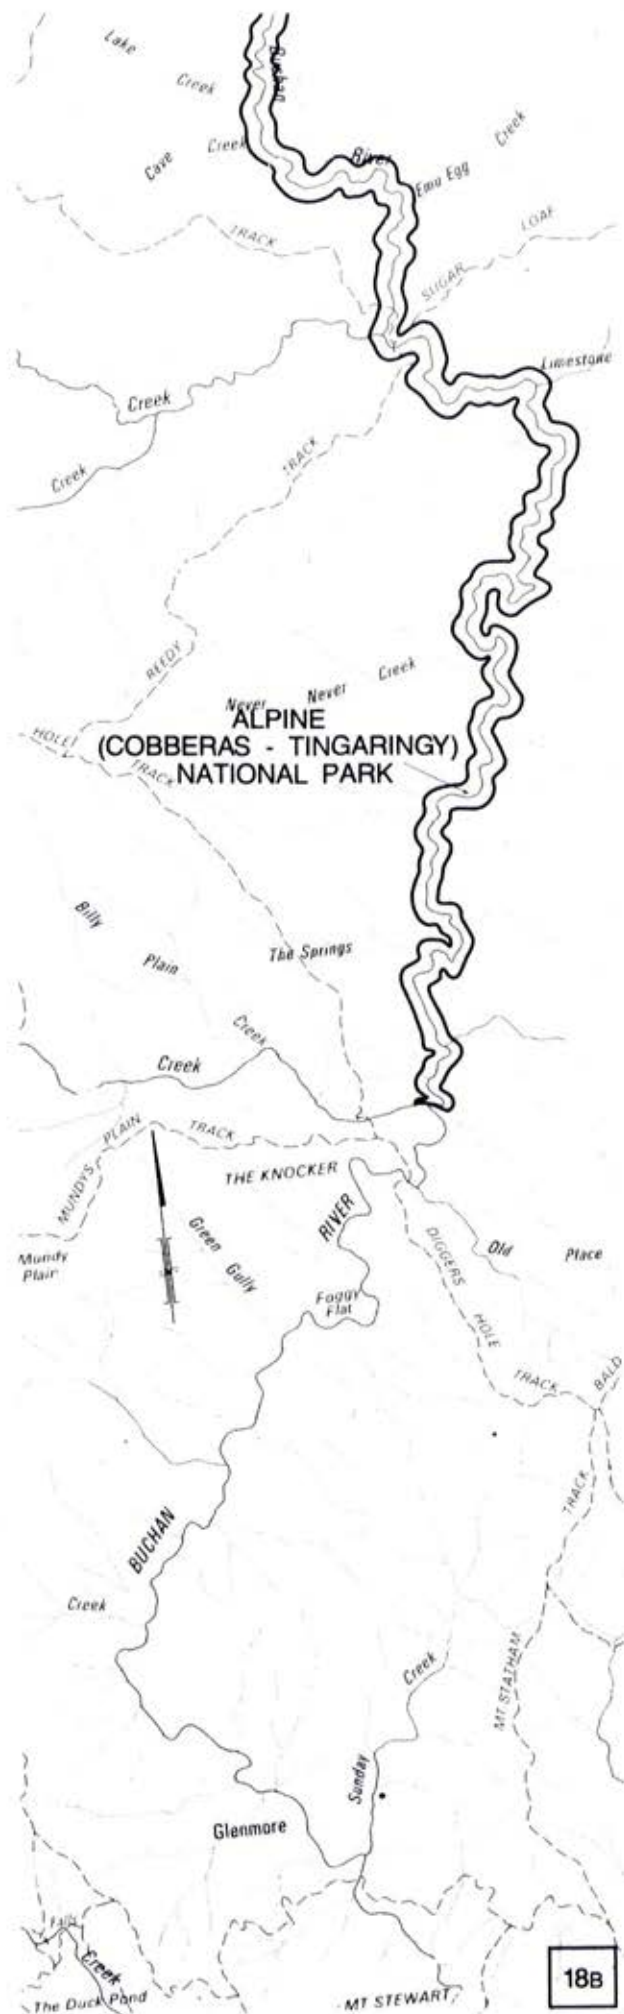 Lake
Creek
Buchan
River
Cave Creek
Emu Egg Creek
TRACK
SUGAR LOAF
Limestone
Creek
Creek
TRACK
REEDY
Never Never Creek
ALPINE
(COBBERAS - TINGARINGY)
NATIONAL PARK
HOLE
TRACK
Billy
Plain
The Springs
Creek
Creek
MUNDYS PLAIN TRACK
THE KNOCKER
RIVER
Mundy
Plain
Green
Gully
Old Place
DIGGERS
HOLE
Foggy
Flat
TRACK
BALD
TRACK
BUCHAN
Creek
Creek
MT STATHAM
Sunday
Glenmore
Falls
Creek
The Duck Pond
MT STEWART
18B